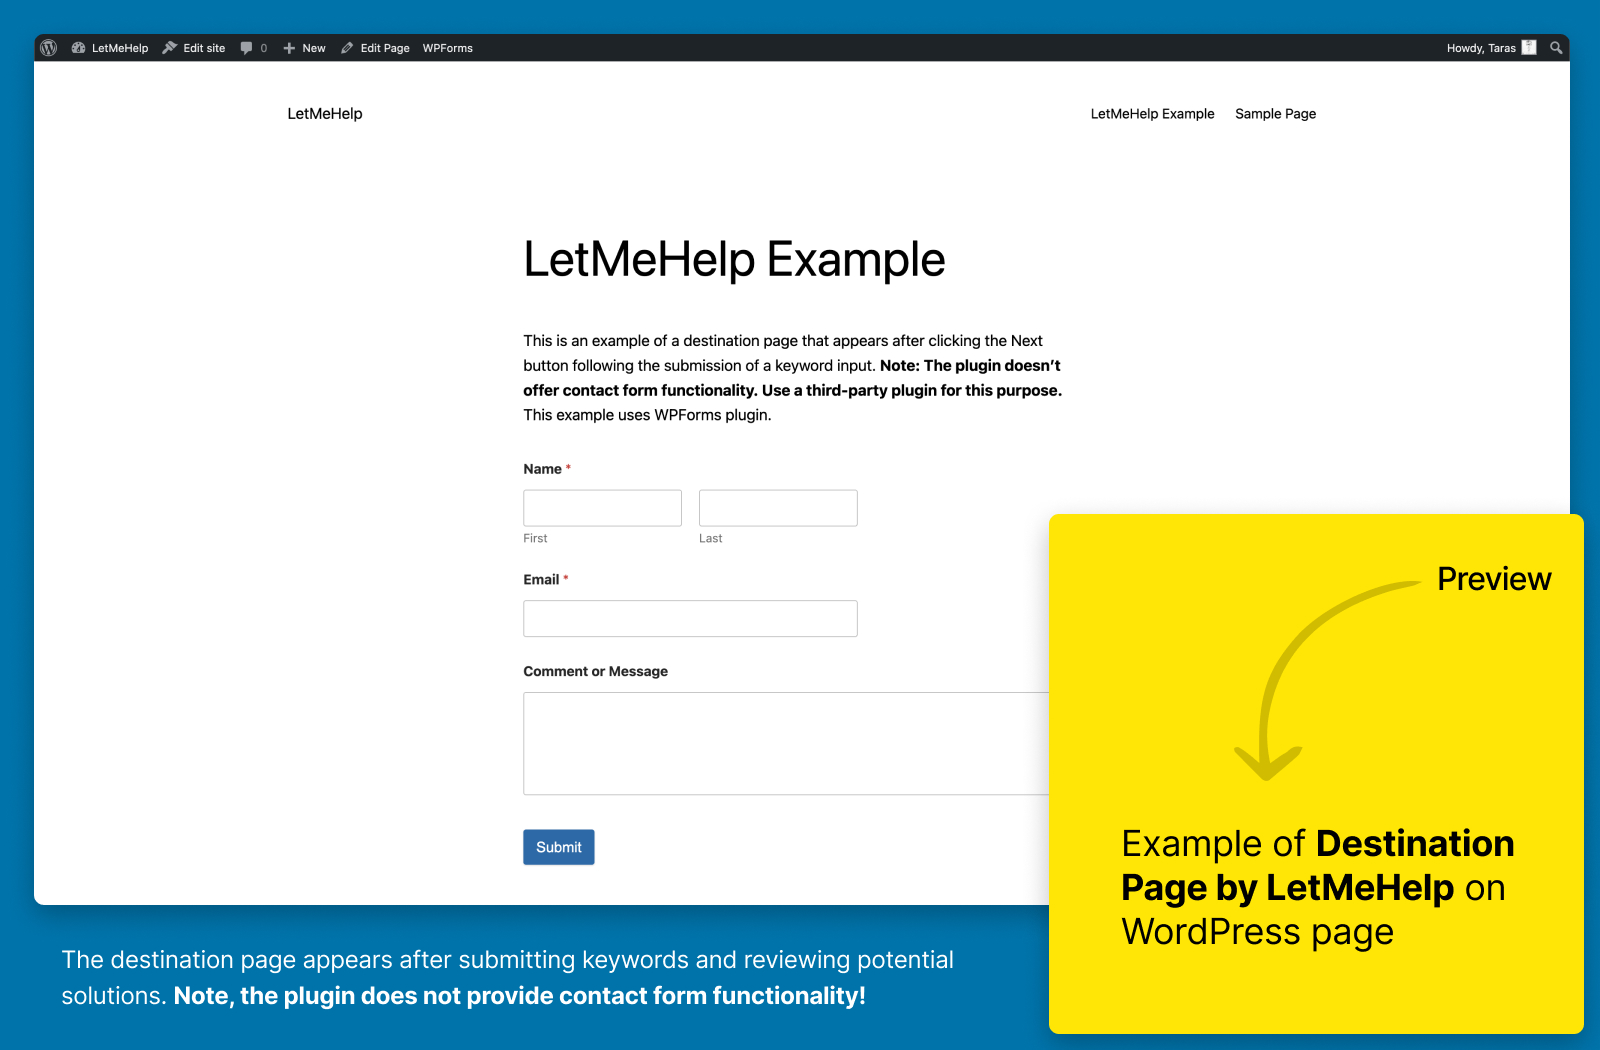 LetMeHelp Edit site 0 New Edit Page WPForms Howdy, Taras
LetMeHelp LetMeHelp Example Sample Page
LetMeHelp Example
This is an example of a destination page that appears after clicking the Next
button following the submission of a keyword input. Note: The plugin doesn’t
offer contact form functionality. Use a third-party plugin for this purpose.
This example uses WPForms plugin.
Name *
First Last
Email *
Comment or Message
Submit
Preview
Example of Destination
Page by LetMeHelp on
WordPress page
The destination page appears after submitting keywords and reviewing potential
solutions. Note, the plugin does not provide contact form functionality!